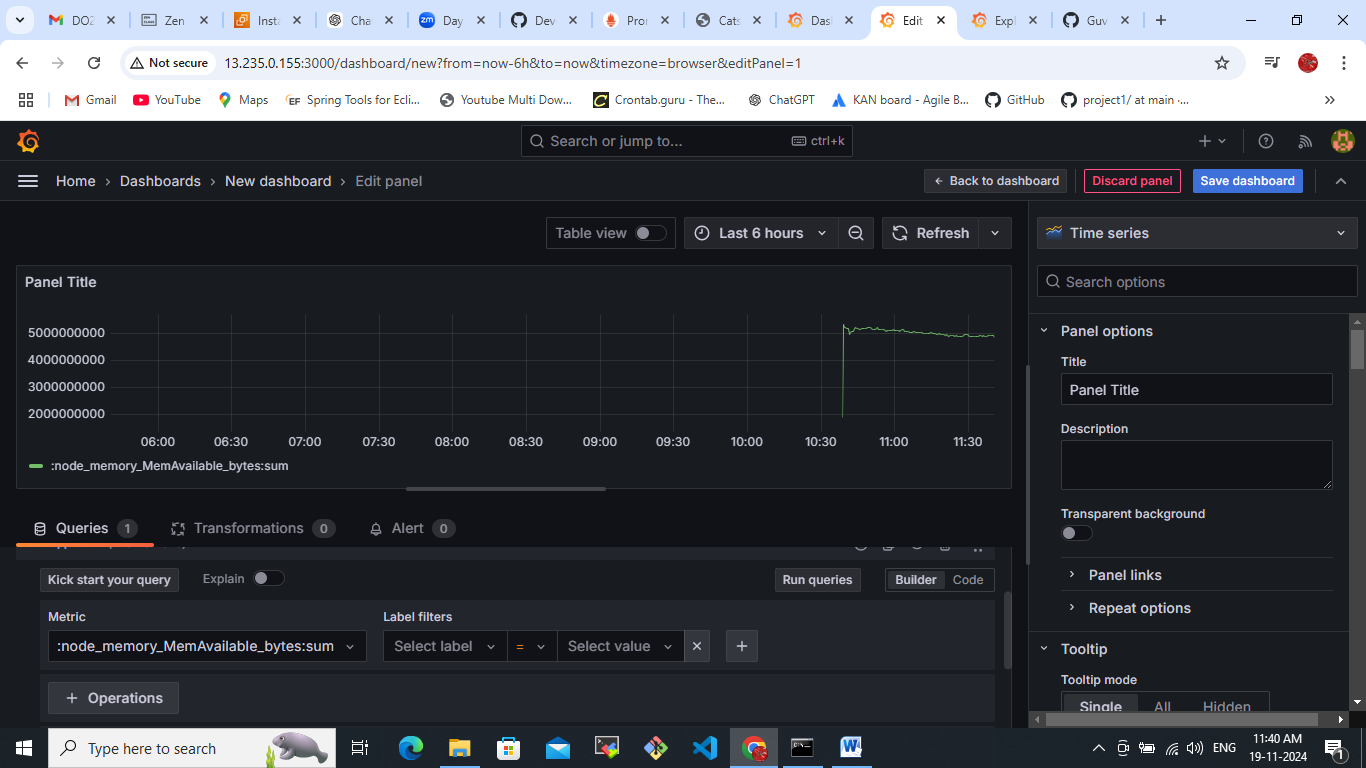 DOZ
Zen
Insta
Cha
Day
Dev
Pro
Cats
Das
Edit
Expl
Guv
Not secure
13.235.0.155:3000/dashboard/new?from=now-6h&to=now&timezone=browser&editPanel=1
Gmail
YouTube
Maps
Spring Tools for Ecli...
Youtube Multi Dow...
Crontab.guru - The...
ChatGPT
KAN board - Agile B...
GitHub
project1/ at main ·...
Search or jump to...
ctrl+k
Home › Dashboards › New dashboard › Edit panel
Back to dashboard
Discard panel
Save dashboard
Table view
Last 6 hours
Refresh
Time series
Search options
Panel Title
5000000000
4000000000
3000000000
2000000000
06:00 06:30 07:00 07:30 08:00 08:30 09:00 09:30 10:00 10:30 11:00 11:30
:node_memory_MemAvailable_bytes:sum
Panel options
Title
Panel Title
Description
Transparent background
Panel links
Repeat options
Tooltip
Tooltip mode
Single All Hidden
Queries 1
Transformations 0
Alert 0
Kick start your query
Explain
Run queries
Builder Code
Metric
Label filters
:node_memory_MemAvailable_bytes:sum
Select label
=
Select value
+ Operations
Type here to search
ENG
11:40 AM
19-11-2024
1